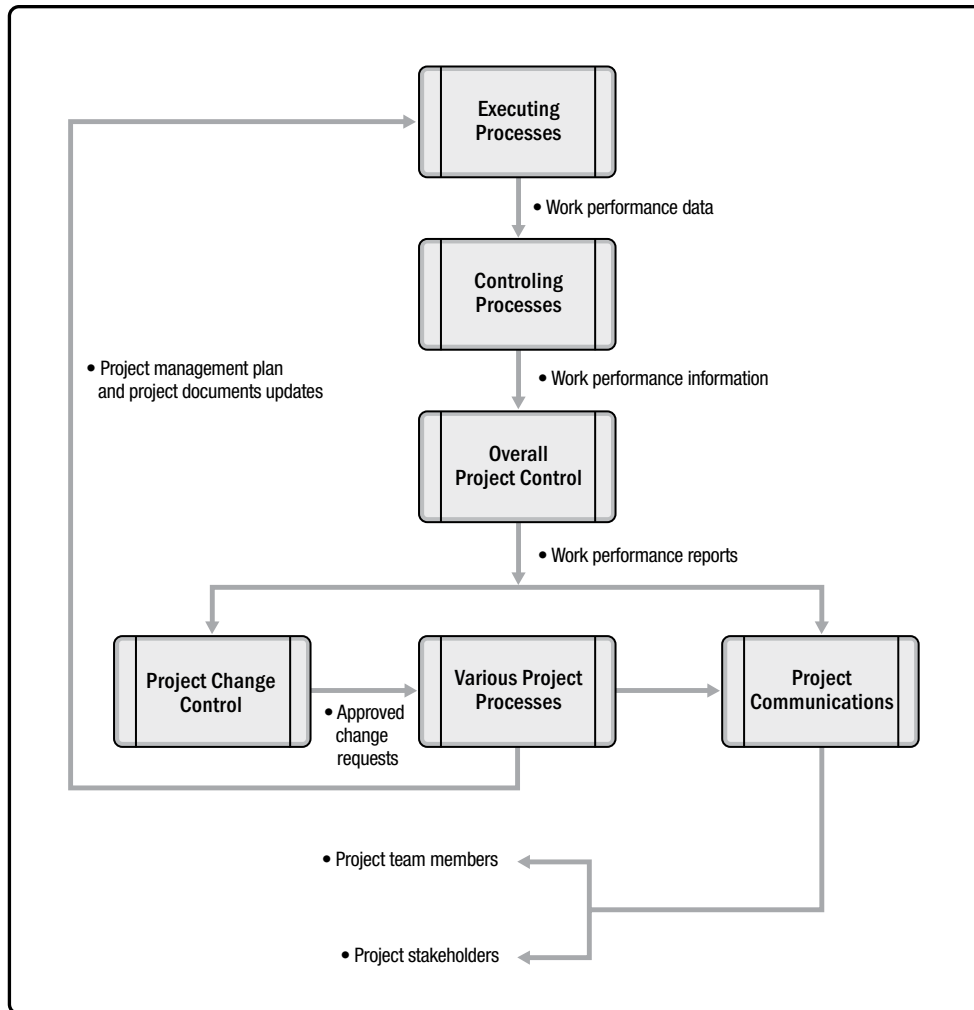 Executing
Processes
• Work performance data
Controling
Processes
• Project management plan
and project documents updates
• Work performance information
Overall
Project Control
• Work performance reports
Project Change
Control
• Approved
change
requests
Various Project
Processes
Project
Communications
• Project team members
• Project stakeholders